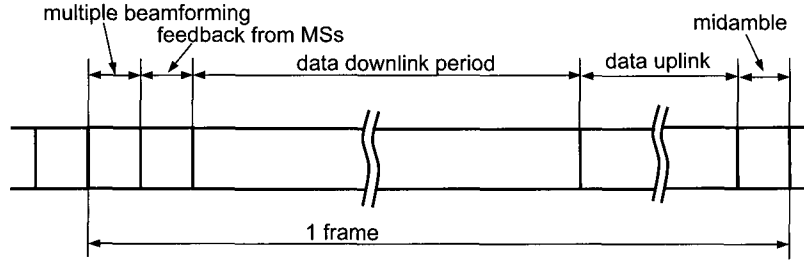 multiple beamforming
feedback from MSs
midamble
data downlink period
data uplink
1 frame